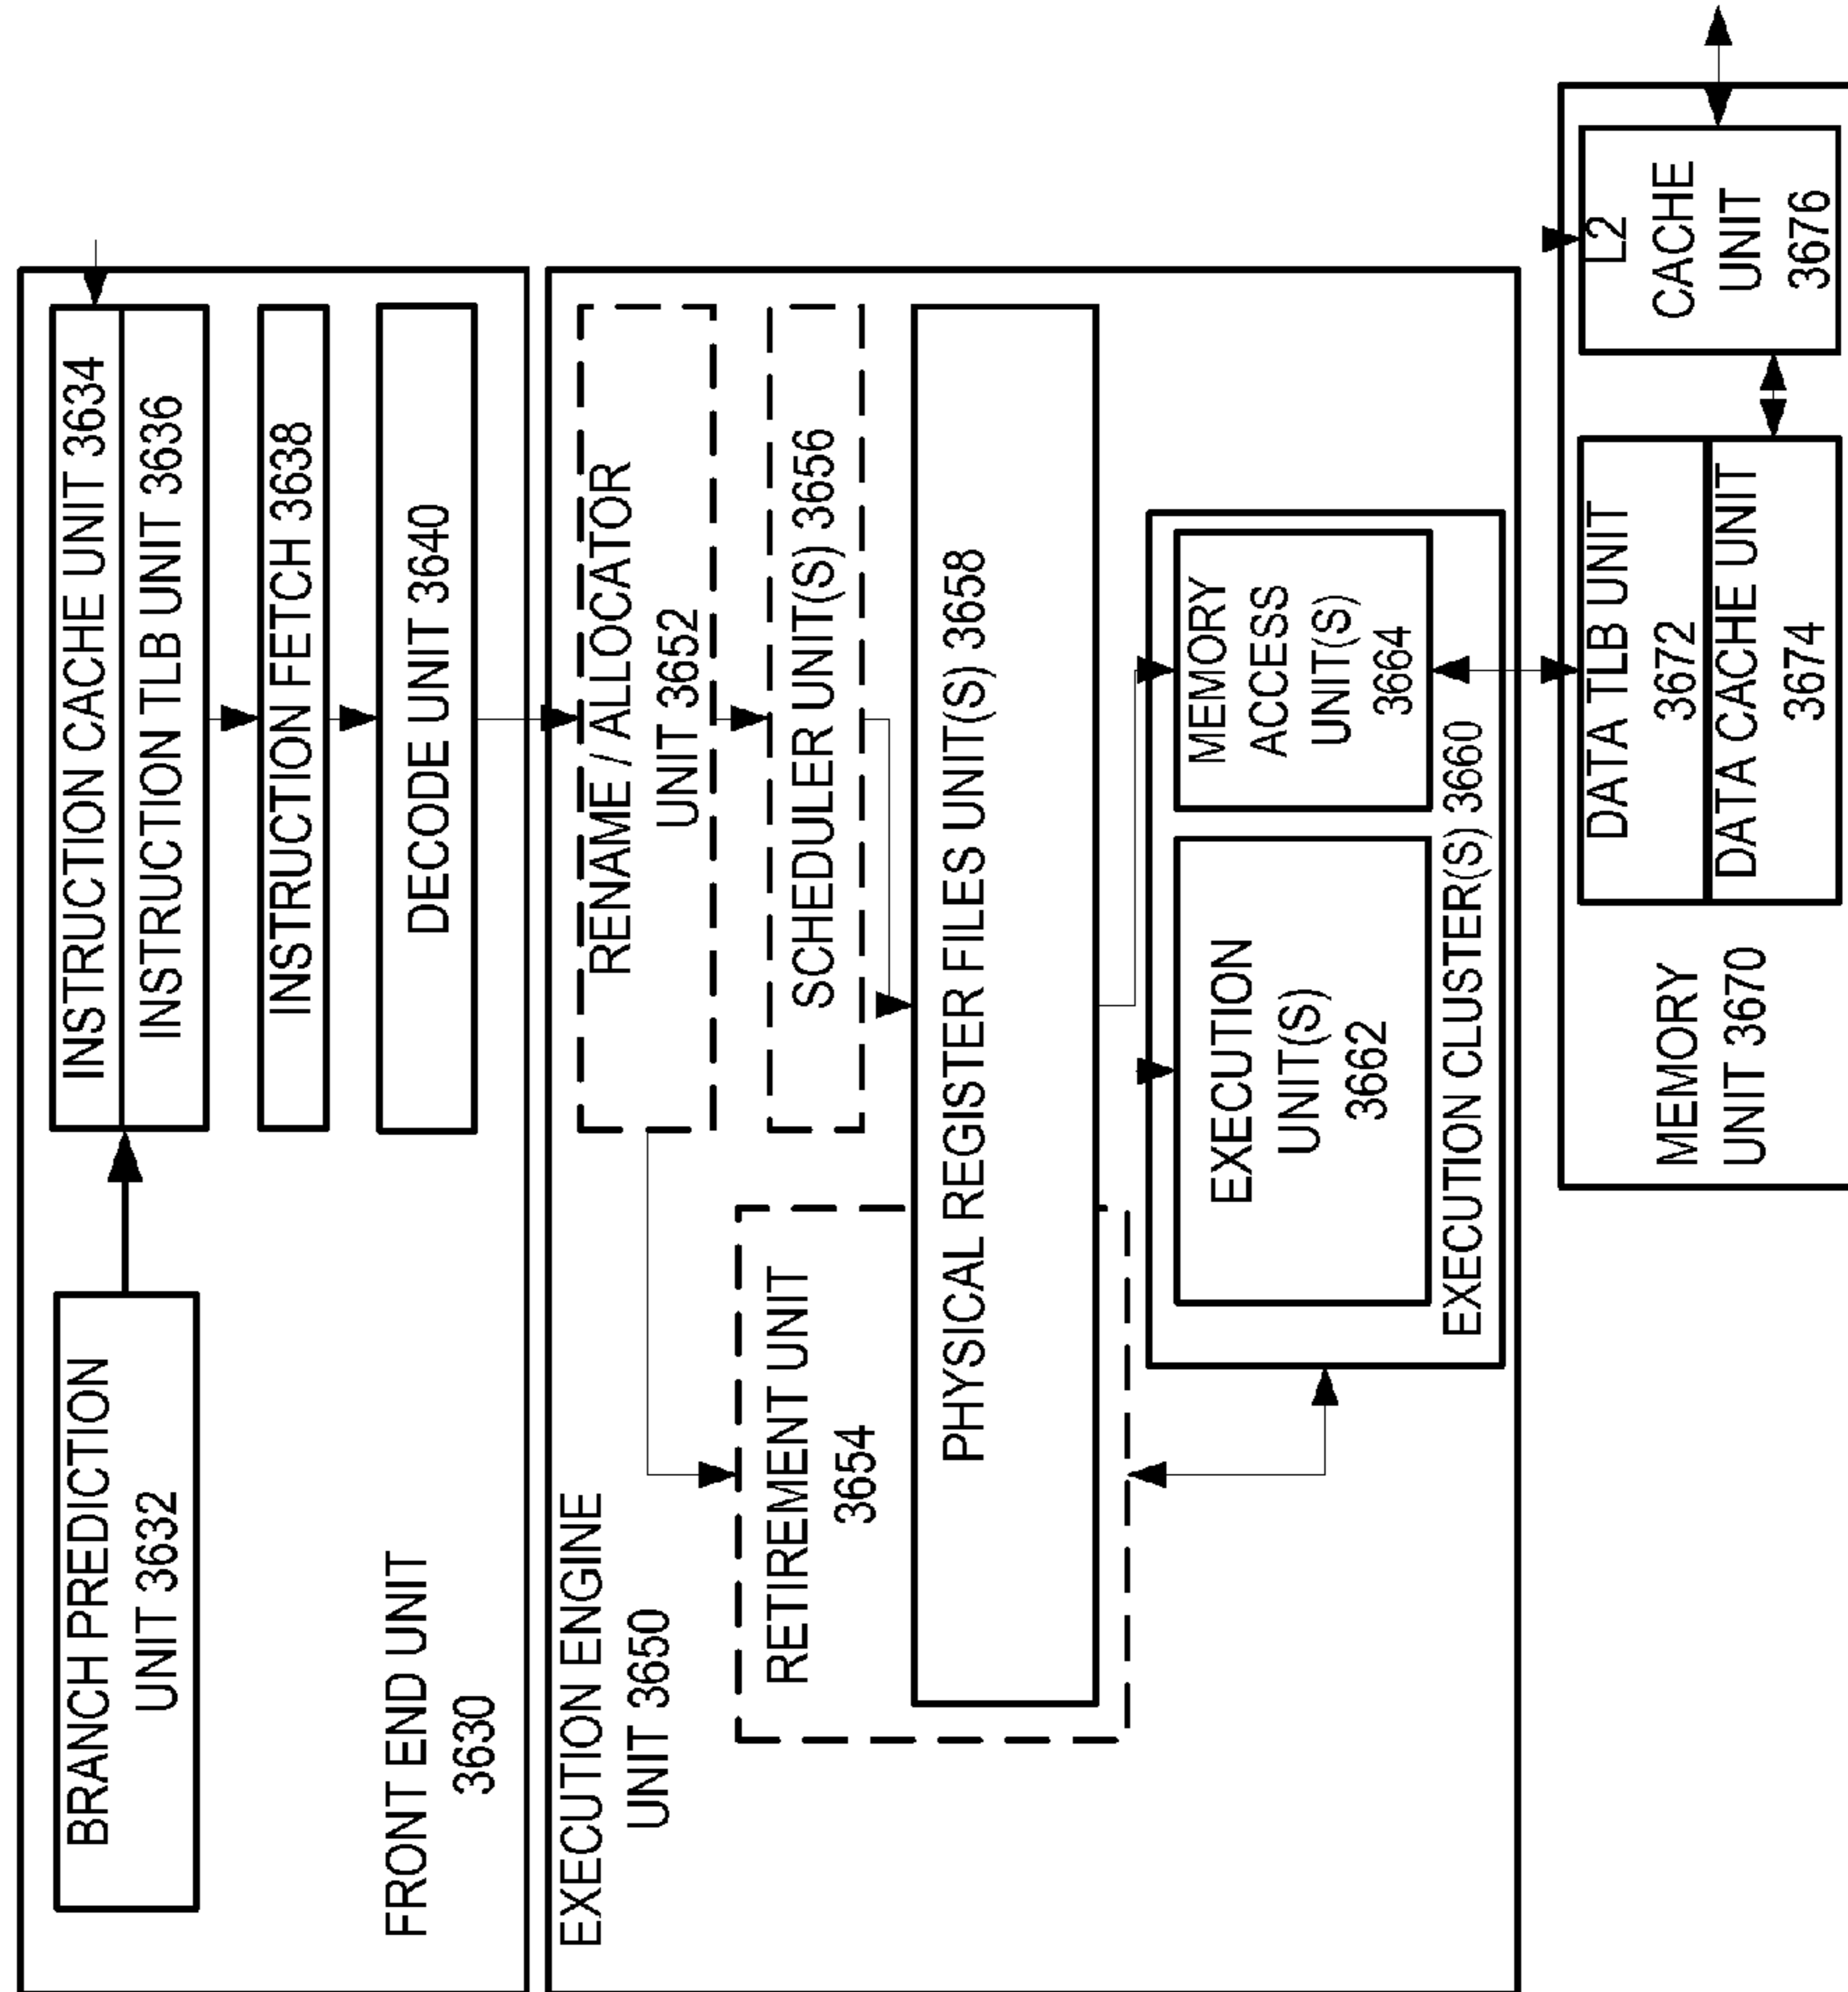 BRANCH PREDICTION
UNIT 3632
INSTRUCTION CACHE UNIT 3634
INSTRUCTION TLB UNIT 3636
INSTRUCTION FETCH 3638
DECODE UNIT 3640
FRONT END UNIT
3630
EXECUTION ENGINE
UNIT 3650
RENAME / ALLOCATOR
UNIT 3652
RETIREMENT UNIT
3654
SCHEDULER UNIT(S) 3656
PHYSICAL REGISTER FILES UNIT(S) 3658
EXECUTION
UNIT(S)
3662
MEMORY
ACCESS
UNIT(S)
3664
EXECUTION CLUSTER(S) 3660
MEMORY
UNIT 3670
DATA TLB UNIT
3672
DATA CACHE UNIT
3674
L2
CACHE
UNIT
3676